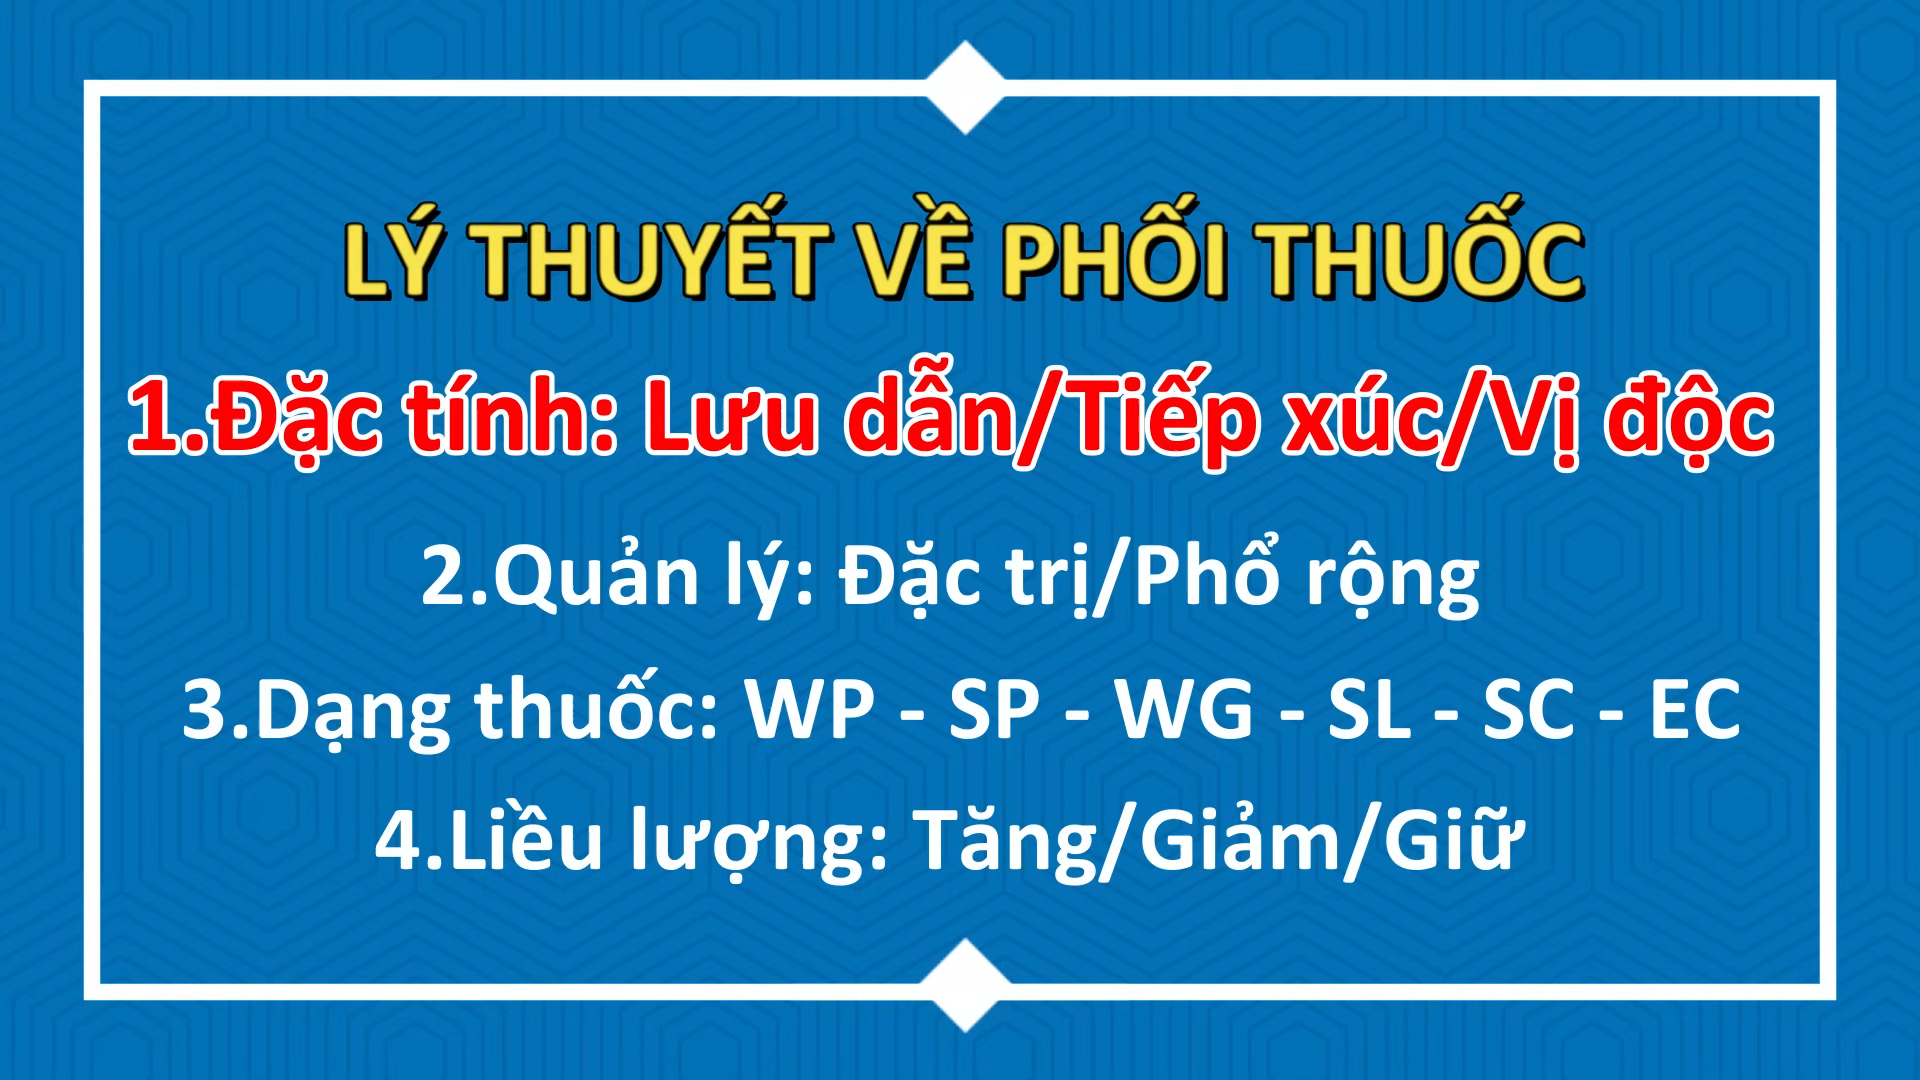 LÝ THUYẾT VỀ PHỐI THUỐC
1.Đặc tính: Lưu dẫn/Tiếp xúc/Vị độc
2.Quản lý: Đặc trị/Phổ rộng
3.Dạng thuốc: WP - SP - WG - SL - SC - EC
4.Liều lượng: Tăng/Giảm/Giữ